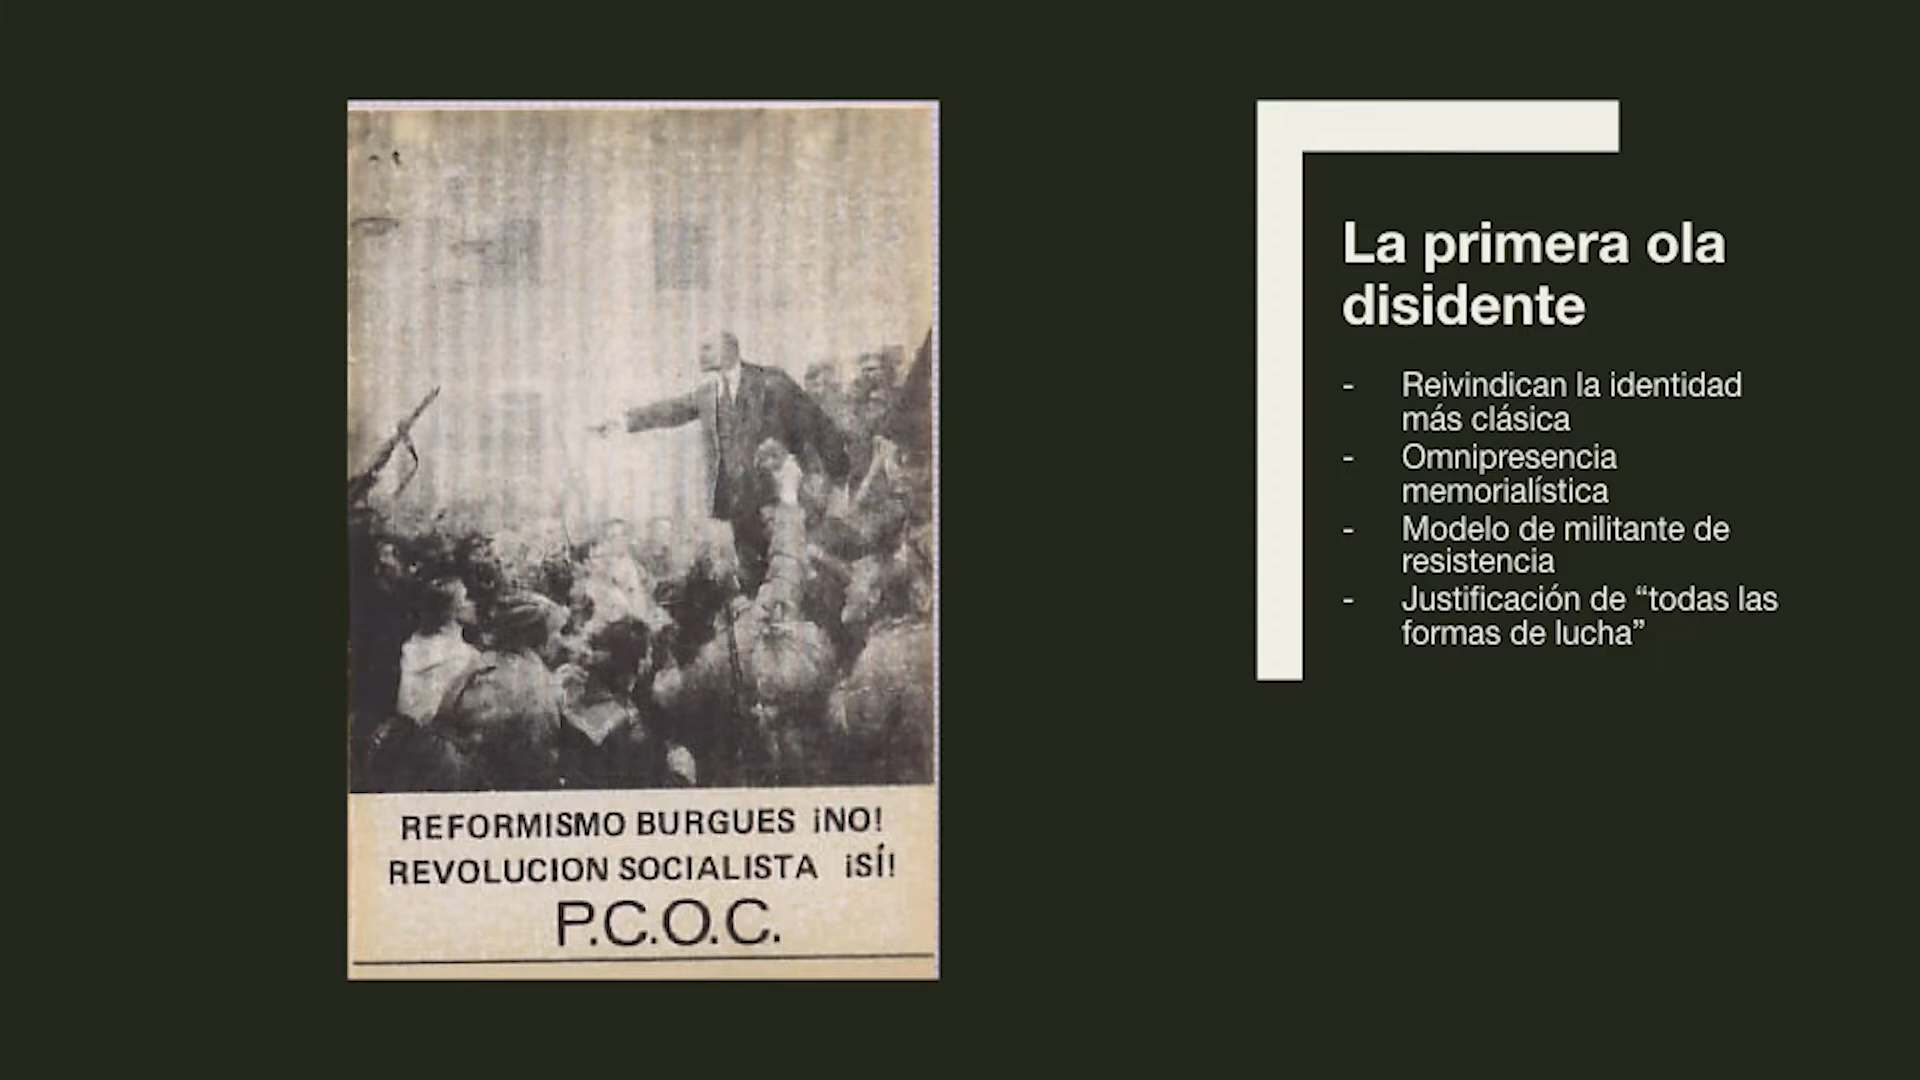 REFORMISMO BURGUES ¡NO!
REVOLUCION SOCIALISTA ¡SÍ!
P.C.O.C.
La primera ola
disidente
- Reivindican la identidad
más clásica
- Omnipresencia
memorialística
- Modelo de militante de
resistencia
- Justificación de “todas las
formas de lucha”